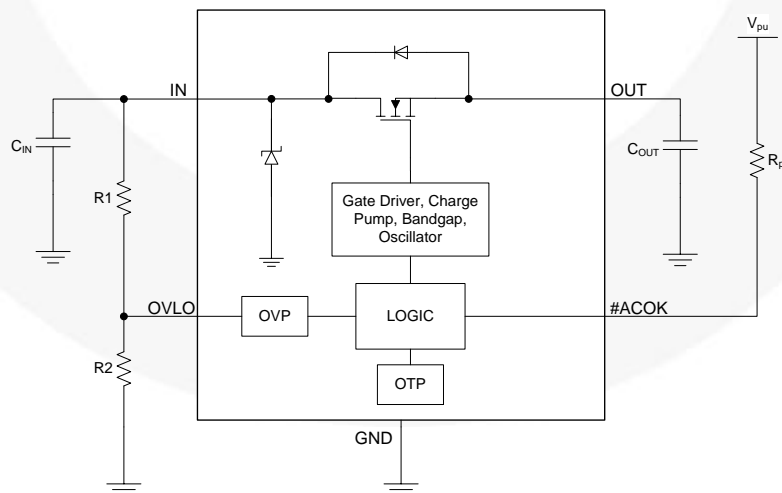 V_pu
IN
OUT
C_IN
C_OUT
R1
R
Gate Driver, Charge
Pump, Bandgap,
Oscillator
OVLO
OVP
LOGIC
#ACOK
R2
OTP
GND